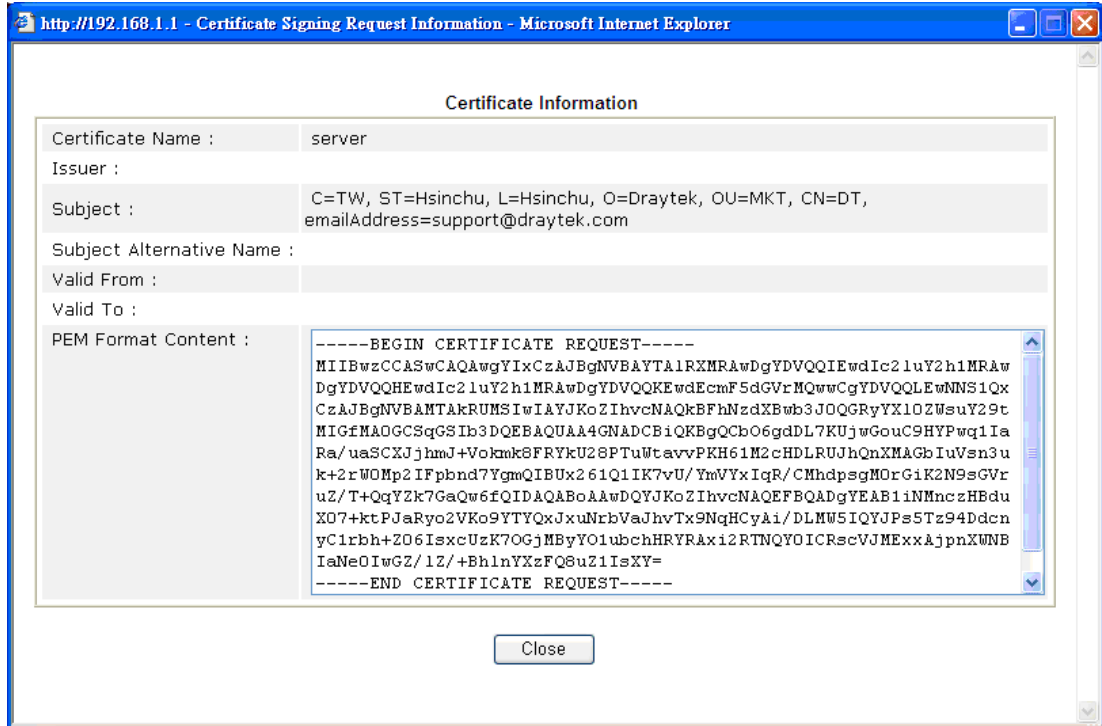 http://192.168.1.1 - Certificate Signing Request Information - Microsoft Internet Explorer
Certificate Information
Certificate Name : server
Issuer :
Subject : C=TW, ST=Hsinchu, L=Hsinchu, O=Draytek, OU=MKT, CN=DT,
emailAddress=support@draytek.com
Subject Alternative Name :
Valid From :
Valid To :
PEM Format Content : -----BEGIN CERTIFICATE REQUEST-----
MIIBwzCCASwCAQAwgYIxCzAJBgNVBAYTAlRXMRAwDgYDVQQIEwdIc2luY2h1MRAw
DgYDVQQHEwdIc2luY2h1MRAwDgYDVQQKEwdEcmF5dGVrMQwwCgYDVQQLEwNNS1Qx
CzAJBgNVBAMTAkRUMSIwIAYJKoZIhvcNAQkBFhNzdXBwb3J0QGRyYXl0ZWsuY29t
MIGfMA0GCSqGSIb3DQEBAQUAA4GNADCBiQKBgQCbO6gdDL7KUjwGouC9HYPwq1Ia
Ra/uaSCXJjhmJ+Vokmk8FRYkU28PTuWtavvPKH61M2cHDLRUJhQnXMAGbIuVsn3u
k+2rW0Mp2IFpbnd7YgmQIBUx261Q1IK7vU/YmVYxIqR/CMhdpsgM0rGiK2N9sGVr
uZ/T+QqYZk7GaQw6fQIDAQABoAAwDQYJKoZIhvcNAQEFBQADgYEAB1iNMnczHBdu
X07+ktPJaRyo2VKo9YTYQxJxuNrbVaJhvTx9NqHCyAi/DLMW5IQYJPs5Tz94Ddcn
yC1rbh+Z06IsxcUzK7OGjMByYO1ubchHRYRAxi2RTNQYOICRscVJMExxAjpnXWNB
IaNe0IwGZ/1Z/+BhlnYXzFQ8uZ1IsXY=
-----END CERTIFICATE REQUEST-----
Close